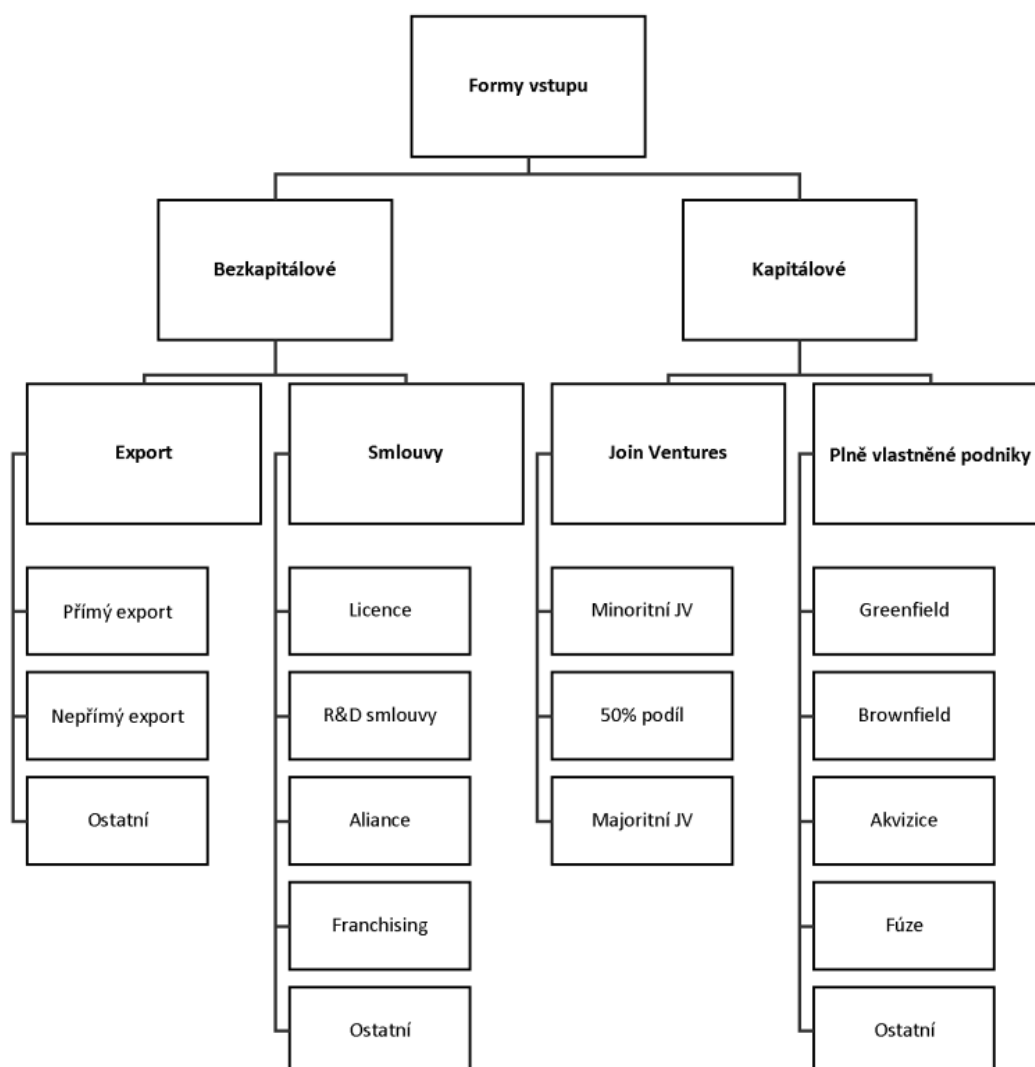 Formy vstupu
Bezkapitálové
Kapitálové
Export
Smlouvy
Join Ventures
Plně vlastněné podniky
Přímý export
Licence
Minoritní JV
Greenfield
Nepřímý export
R&D smlouvy
50% podíl
Brownfield
Ostatní
Aliance
Majoritní JV
Akvizice
Franchising
Fúze
Ostatní
Ostatní